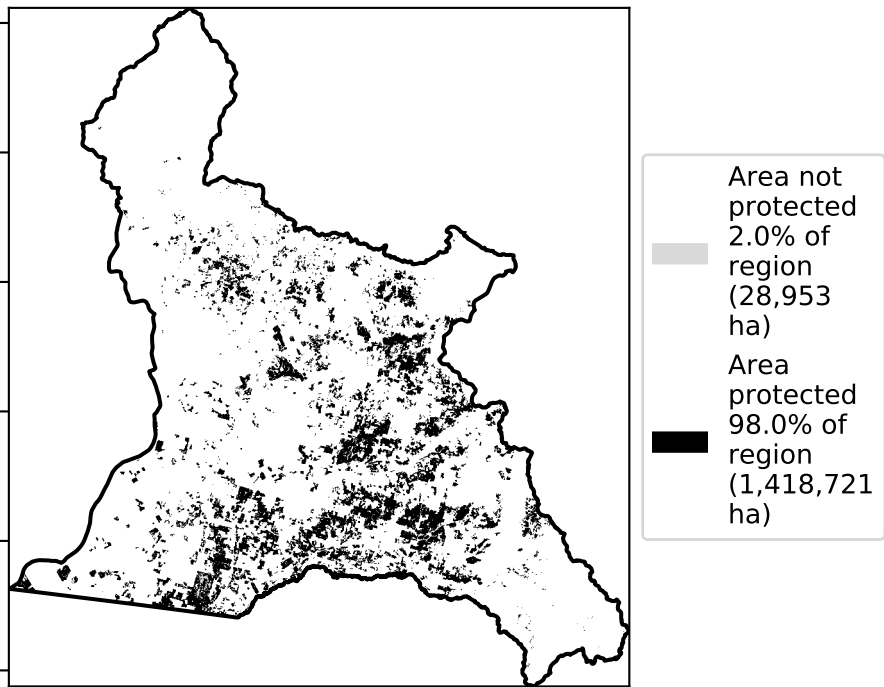 Area not
protected
2.0% of
region
(28,953
ha)
Area
protected
98.0% of
region
(1,418,721
ha)